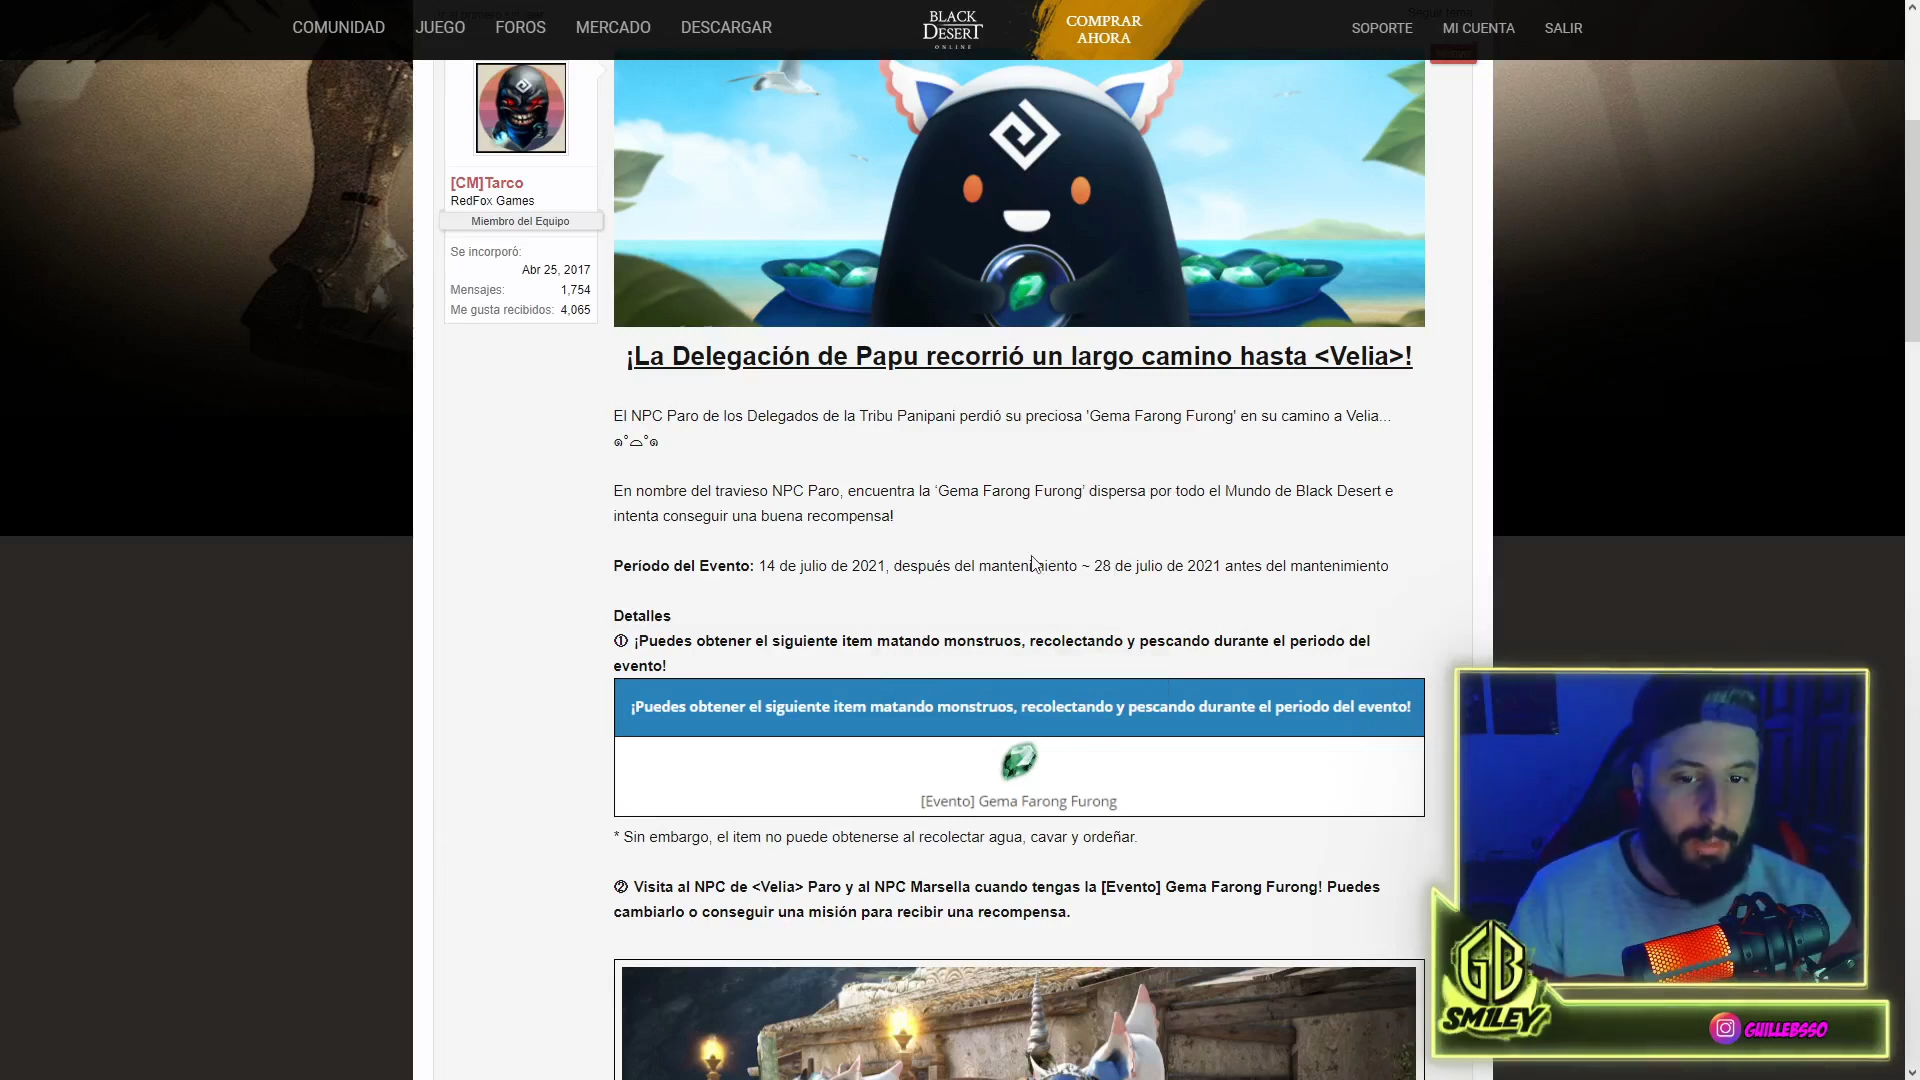 COMUNIDAD JUEGO FOROS MERCADO DESCARGAR
BLACK
DESERT
ONLINE
COMPRAR
AHORA
SOPORTE MI CUENTA SALIR
[CM]Tarco
RedFox Games
Miembro del Equipo
Se incorporó:
Abr 25, 2017
Mensajes: 1,754
Me gusta recibidos: 4,065
¡La Delegación de Papu recorrió un largo camino hasta <Velia>!
El NPC Paro de los Delegados de la Tribu Panipani perdió su preciosa 'Gema Farong Furong' en su camino a Velia...
๑˚⌓˚๑
En nombre del travieso NPC Paro, encuentra la ‘Gema Farong Furong’ dispersa por todo el Mundo de Black Desert e
intenta conseguir una buena recompensa!
Período del Evento: 14 de julio de 2021, después del mantenimiento ~ 28 de julio de 2021 antes del mantenimiento
Detalles
① ¡Puedes obtener el siguiente item matando monstruos, recolectando y pescando durante el periodo del
evento!
¡Puedes obtener el siguiente item matando monstruos, recolectando y pescando durante el periodo del evento!
[Evento] Gema Farong Furong
* Sin embargo, el item no puede obtenerse al recolectar agua, cavar y ordeñar.
② Visita al NPC de <Velia> Paro y al NPC Marsella cuando tengas la [Evento] Gema Farong Furong! Puedes
cambiarlo o conseguir una misión para recibir una recompensa.
GB
SMILEY
GUILLEBSSO